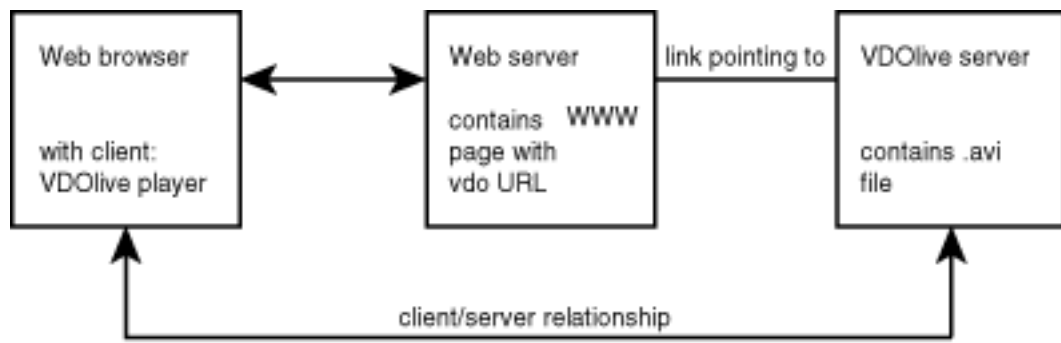 Web browser
with client:
VDOlive player
Web server
contains WWW
page with
vdo URL
link pointing to
VDOlive server
contains .avi
file
client/server relationship